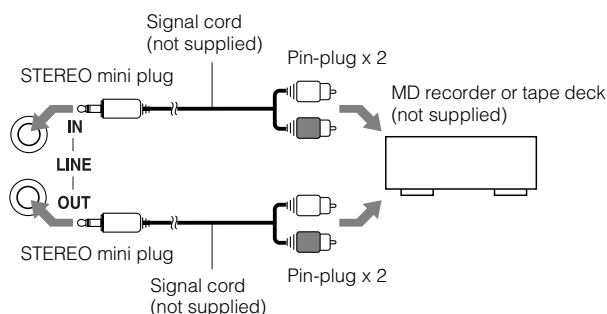 Signal cord
(not supplied)
Pin-plug x 2
STEREO mini plug
MD recorder or tape deck
(not supplied)
IN
LINE
OUT
STEREO mini plug
Pin-plug x 2
Signal cord
(not supplied)